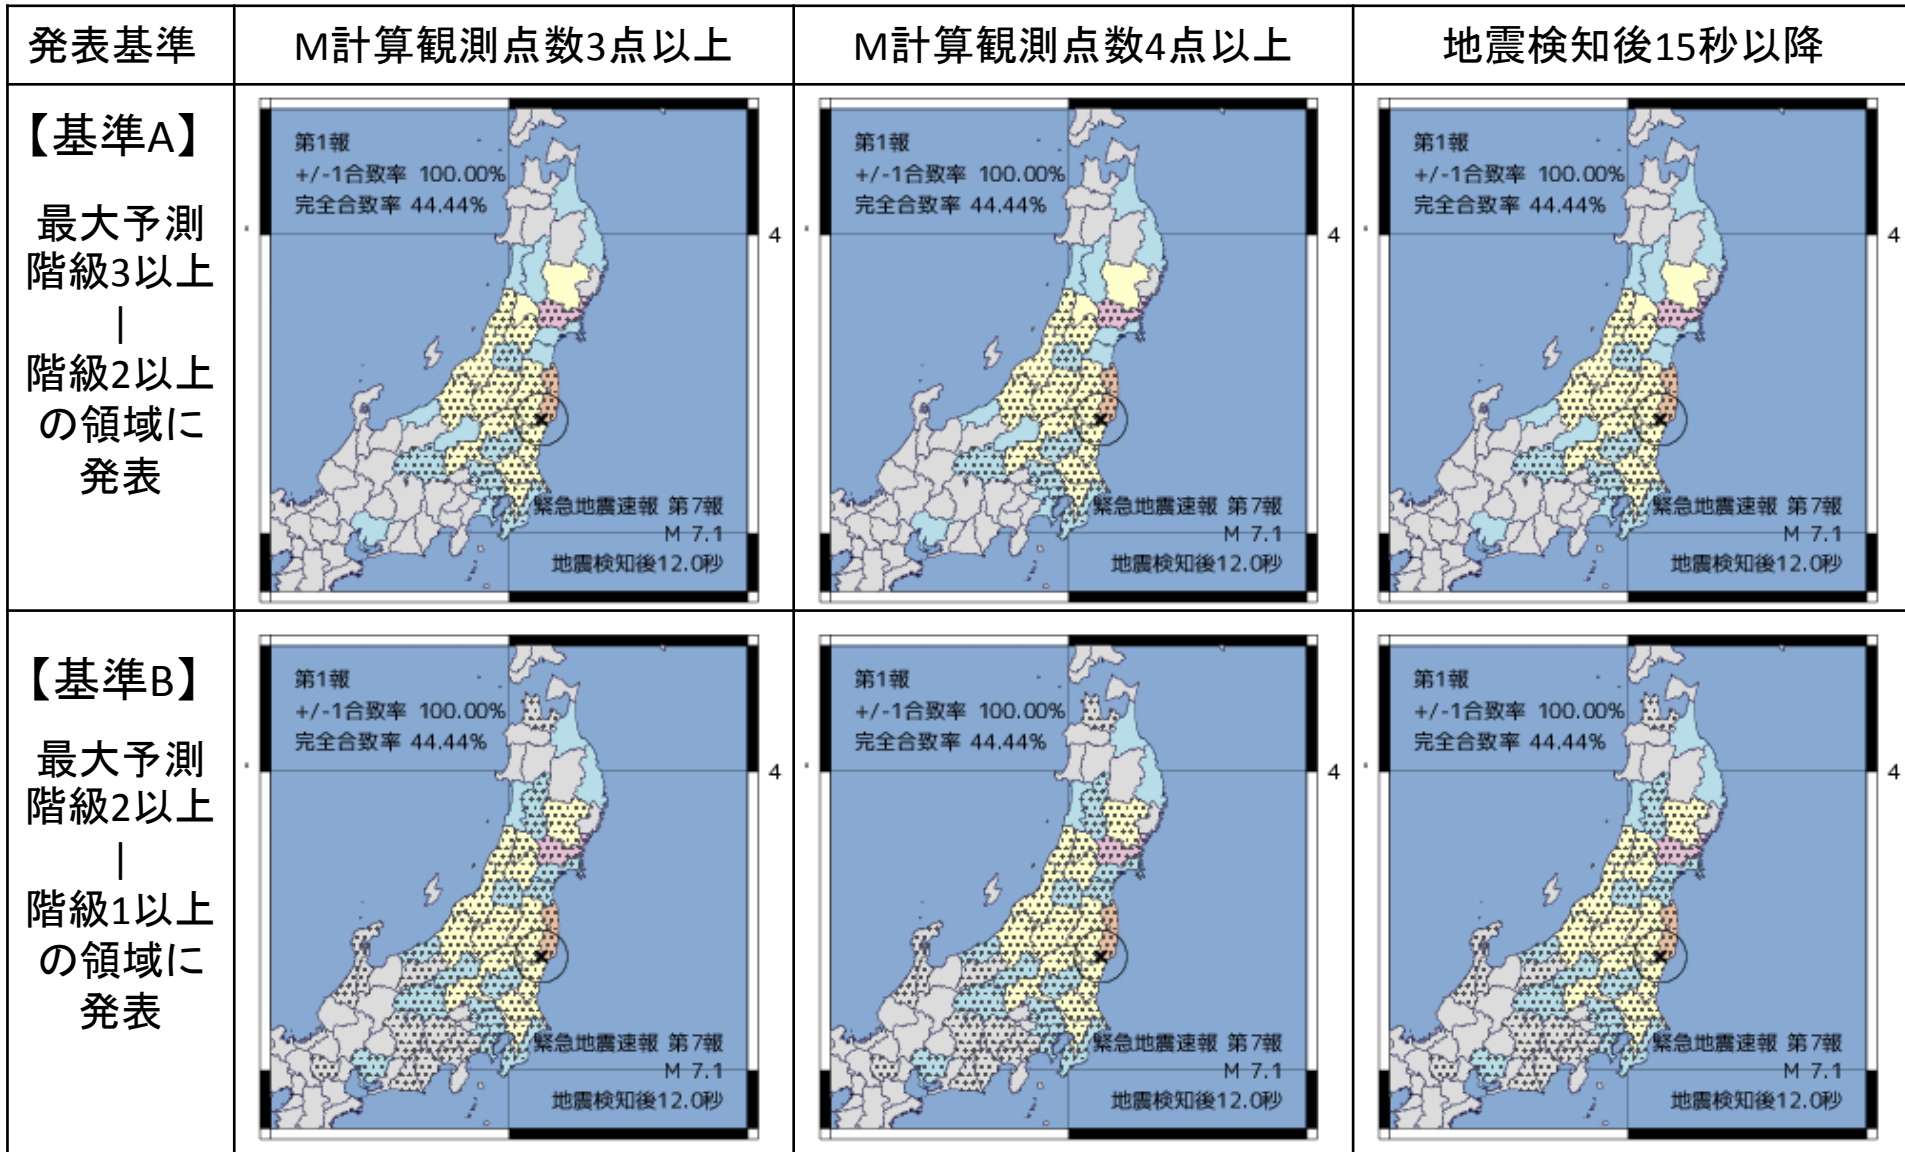 発表基準
M計算観測点数3点以上
M計算観測点数4点以上
地震検知後15秒以降
【基準A】
最大予測
階級3以上
|
階級2以上
の領域に
発表
第1報
+/-1合致率 100.00%
完全合致率 44.44%
4
緊急地震速報 第7報
M 7.1
地震検知後12.0秒
第1報
+/-1合致率 100.00%
完全合致率 44.44%
4
緊急地震速報 第7報
M 7.1
地震検知後12.0秒
第1報
+/-1合致率 100.00%
完全合致率 44.44%
4
緊急地震速報 第7報
M 7.1
地震検知後12.0秒
【基準B】
最大予測
階級2以上
|
階級1以上
の領域に
発表
第1報
+/-1合致率 100.00%
完全合致率 44.44%
4
緊急地震速報 第7報
M 7.1
地震検知後12.0秒
第1報
+/-1合致率 100.00%
完全合致率 44.44%
4
緊急地震速報 第7報
M 7.1
地震検知後12.0秒
第1報
+/-1合致率 100.00%
完全合致率 44.44%
4
緊急地震速報 第7報
M 7.1
地震検知後12.0秒